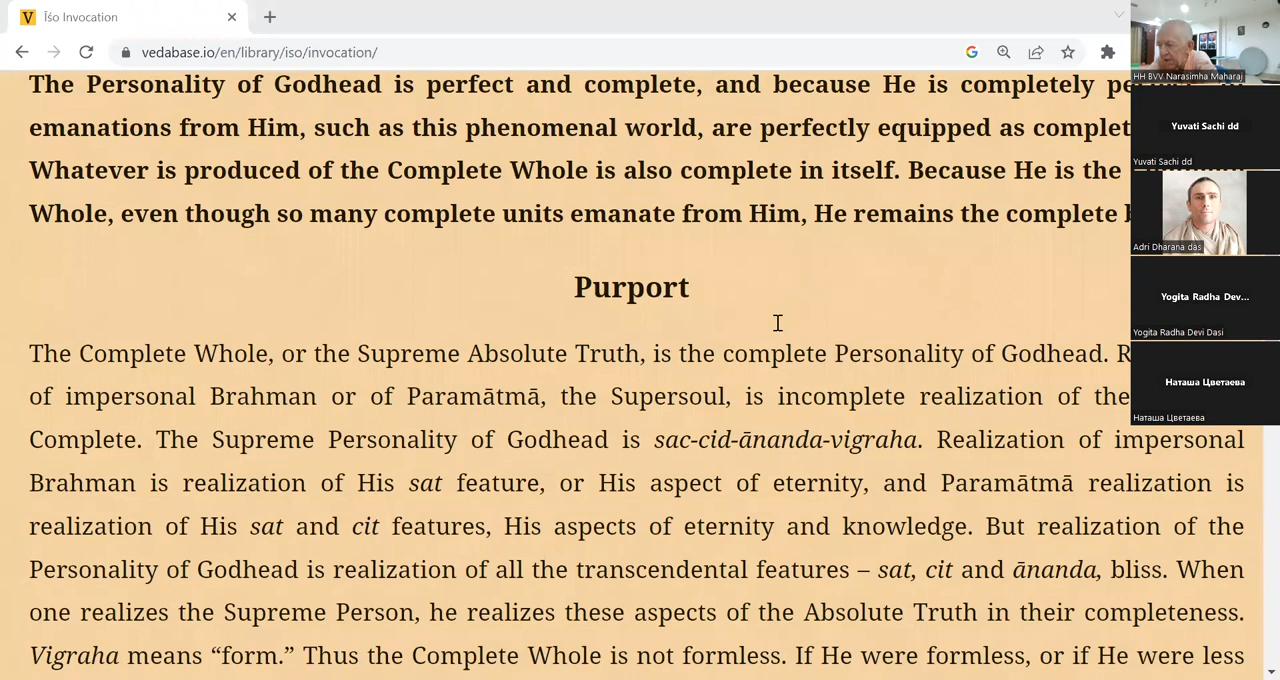 Īśo Invocation
vedabase.io/en/library/iso/invocation/
The Personality of Godhead is perfect and complete, and because He is completely
emanations from Him, such as this phenomenal world, are perfectly equipped as
Whatever is produced of the Complete Whole is also complete in itself. Because He is the
Whole, even though so many complete units emanate from Him, He remains the complete
Purport
The Complete Whole, or the Supreme Absolute Truth, is the complete Personality of Godhead.
of impersonal Brahman or of Paramātmā, the Supersoul, is incomplete realization of the
Complete. The Supreme Personality of Godhead is sac-cid-ānanda-vigraha. Realization of impersonal
Brahman is realization of His sat feature, or His aspect of eternity, and Paramātmā realization is
realization of His sat and cit features, His aspects of eternity and knowledge. But realization of the
Personality of Godhead is realization of all the transcendental features – sat, cit and ānanda, bliss. When
one realizes the Supreme Person, he realizes these aspects of the Absolute Truth in their completeness.
Vigraha means “form.” Thus the Complete Whole is not formless. If He were formless, or if He were less
HH BVV Narasimha Maharaj
Yuvati Sachi dd
Yuvati Sachi dd
Adri Dharana das
Yogita Radha Dev...
Yogita Radha Devi Dasi
Наташа Цветаева
Наташа Цветаева